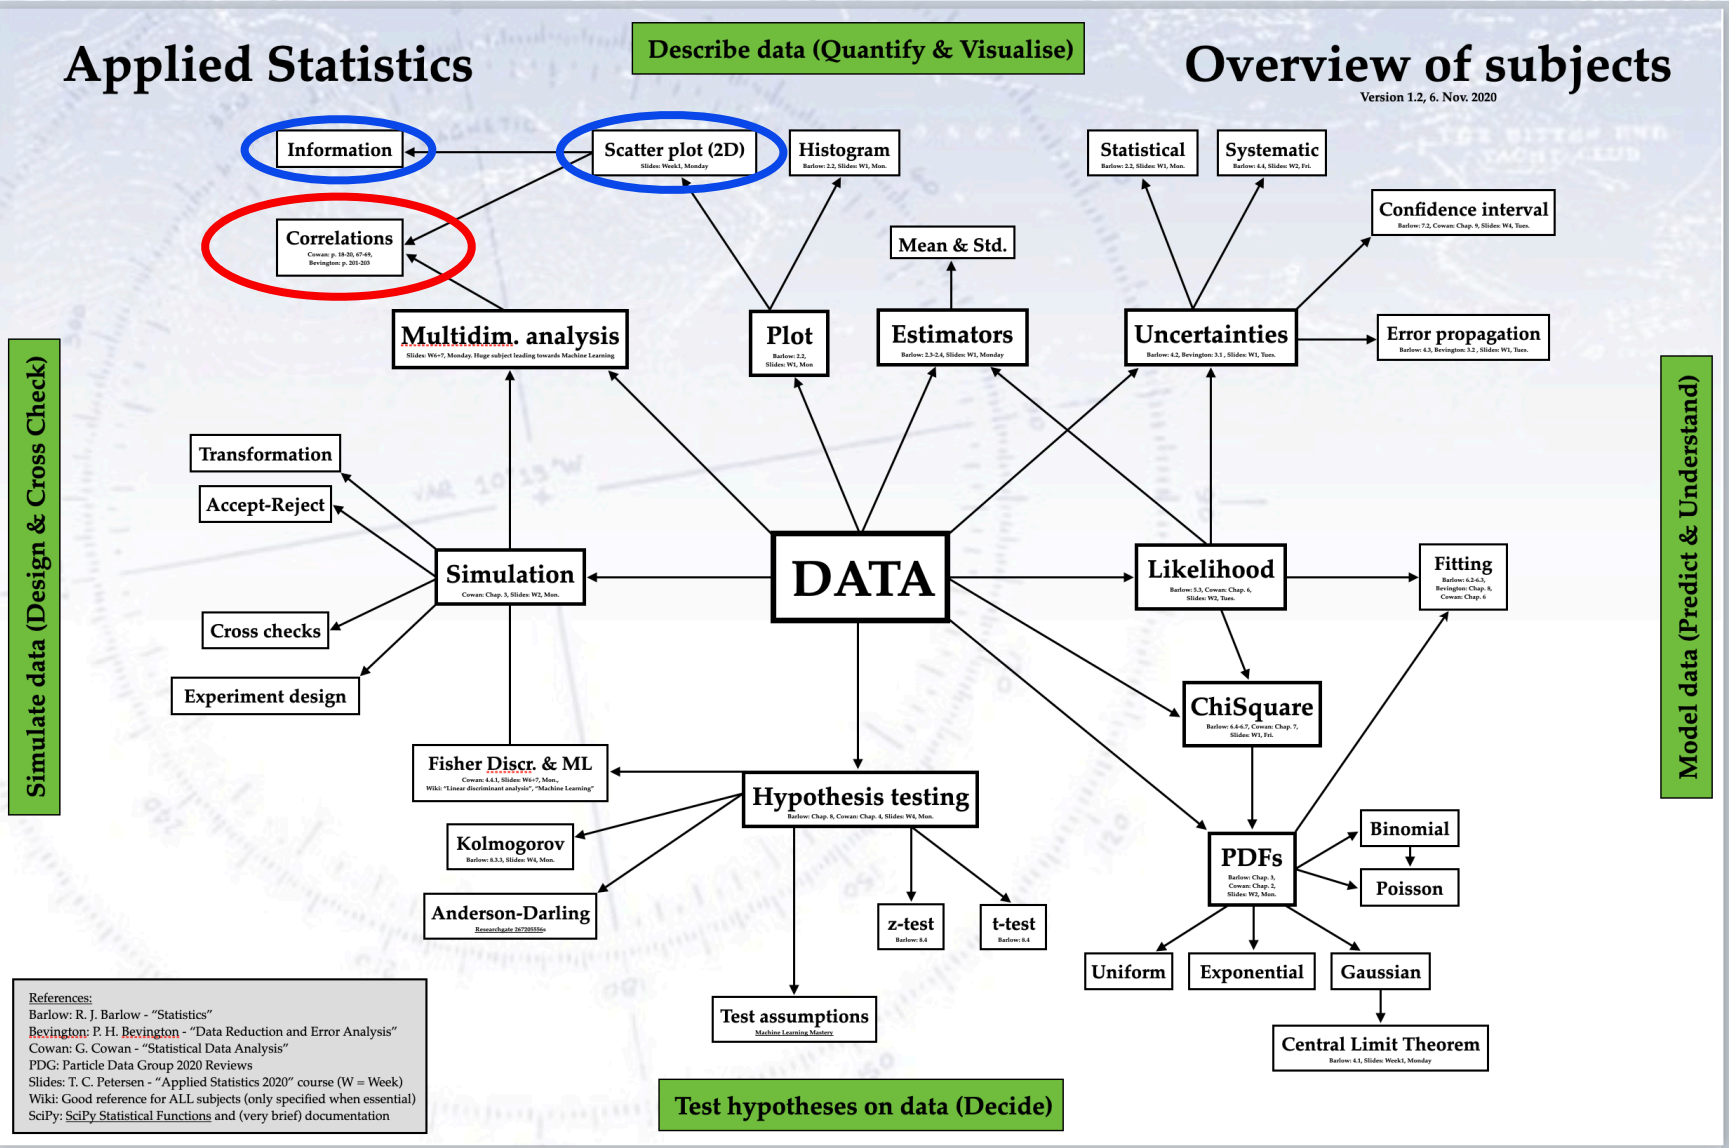 Applied Statistics
Describe data (Quantify & Visualise)
Overview of subjects
Version 1.2, 6. Nov. 2020
Information
Scatter plot (2D)
Slides: Week1, Monday
Histogram
Barlow: 2.2, Slides: W1, Mon.
Statistical
Barlow: 2.2, Slides: W1, Mon.
Systematic
Barlow: 4.4, Slides: W2, Fri.
Confidence interval
Barlow: 7.2, Cowan: Chap. 9, Slides: W4, Tues.
Correlations
Cowan: p. 18-20, 67-69,
Bevington: p. 201-203
Mean & Std.
Multidim. analysis
Slides: W6+7, Monday. Huge subject leading towards Machine Learning
Plot
Barlow: 2.2,
Slides: W1, Mon
Estimators
Barlow: 2.3-2.4, Slides: W1, Monday
Uncertainties
Barlow: 4.2, Bevington: 3.1 , Slides: W1, Tues.
Error propagation
Barlow: 4.3, Bevington: 3.2 , Slides: W1, Tues.
Simulate data (Design & Cross Check)
Model data (Predict & Understand)
Transformation
Accept-Reject
VAR 10°15'W
Simulation
Cowan: Chap. 3, Slides: W2, Mon.
DATA
Likelihood
Barlow: 5.3, Cowan: Chap. 6,
Slides: W2, Tues.
Fitting
Barlow: 6.2-6.3,
Bevington: Chap. 8,
Cowan: Chap. 6
Cross checks
Experiment design
ChiSquare
Barlow: 6.4-6.7, Cowan: Chap. 7,
Slides: W1, Fri.
Fisher Discr. & ML
Cowan: 4.4.1, Slides: W6+7, Mon.,
Wiki: "Linear discriminant analysis", "Machine Learning"
Hypothesis testing
Barlow: Chap. 8, Cowan: Chap. 4, Slides: W4, Mon.
Kolmogorov
Barlow: 8.3.3, Slides: W4, Mon.
PDFs
Barlow: Chap. 3,
Cowan: Chap. 2,
Slides: W2, Mon.
Binomial
Poisson
Anderson-Darling
Researchgate 267205556s
z-test
Barlow: 8.4
t-test
Barlow: 8.4
Uniform
Exponential
Gaussian
Test assumptions
Machine Learning Mastery
Central Limit Theorem
Barlow: 4.1, Slides: Week1, Monday
References:
Barlow: R. J. Barlow - “Statistics”
Bevington: P. H. Bevington - “Data Reduction and Error Analysis”
Cowan: G. Cowan - “Statistical Data Analysis”
PDG: Particle Data Group 2020 Reviews
Slides: T. C. Petersen - “Applied Statistics 2020” course (W = Week)
Wiki: Good reference for ALL subjects (only specified when essential)
SciPy: SciPy Statistical Functions and (very brief) documentation
Test hypotheses on data (Decide)